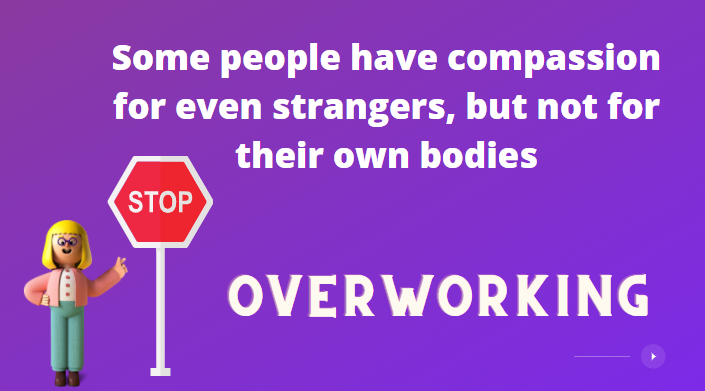 Some people have compassion
for even strangers, but not for
their own bodies
STOP
OVERWORKING